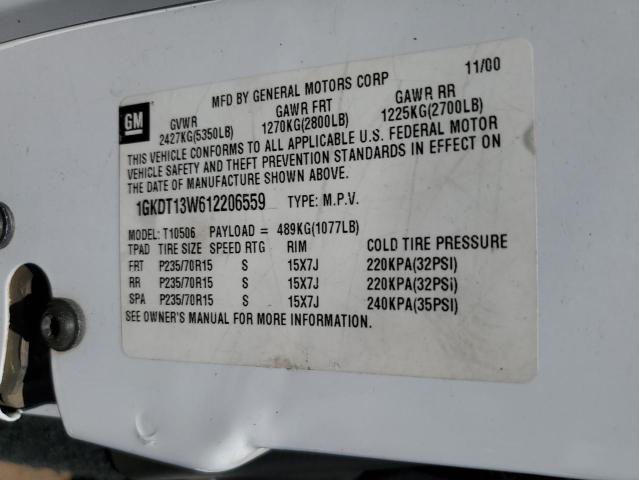 MFD BY GENERAL MOTORS CORP 11/00
GM GVWR GAWR FRT GAWR RR
2427KG(5350LB) 1270KG(2800LB) 1225KG(2700LB)
THIS VEHICLE CONFORMS TO ALL APPLICABLE U.S. FEDERAL MOTOR
VEHICLE SAFETY AND THEFT PREVENTION STANDARDS IN EFFECT ON
THE DATE OF MANUFACTURE SHOWN ABOVE.
1GKDT13W612206559 TYPE: M.P.V.
MODEL: T10506 PAYLOAD = 489KG(1077LB)
TPAD TIRE SIZE SPEED RTG RIM COLD TIRE PRESSURE
FRT P235/70R15 S 15X7J 220KPA(32PSI)
RR P235/70R15 S 15X7J 220KPA(32PSI)
SPA P235/70R15 S 15X7J 240KPA(35PSI)
SEE OWNER'S MANUAL FOR MORE INFORMATION.